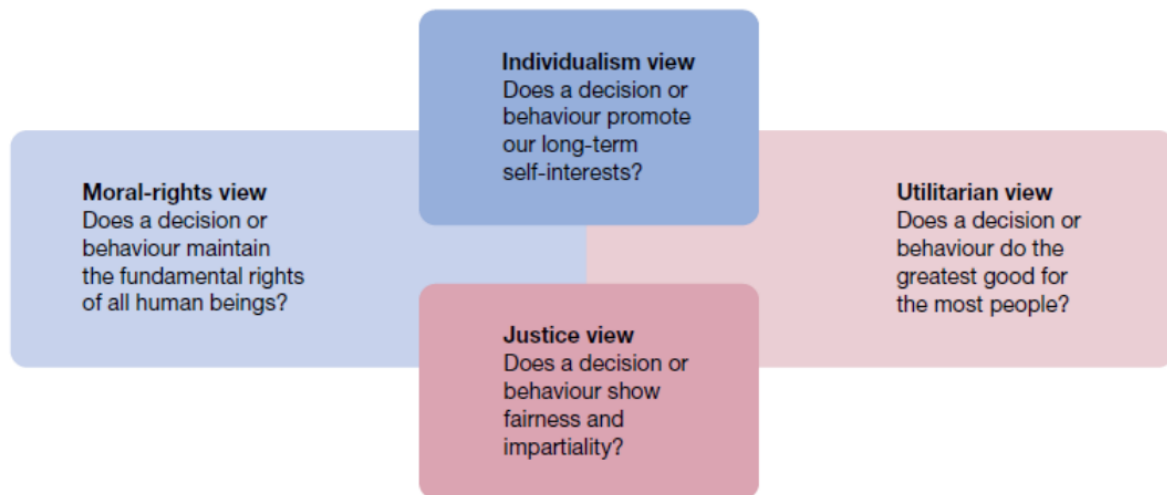 Individualism view
Does a decision or
behaviour promote
our long-term
self-interests?
Moral-rights view
Does a decision or
behaviour maintain
the fundamental rights
of all human beings?
Utilitarian view
Does a decision or
behaviour do the
greatest good for
the most people?
Justice view
Does a decision or
behaviour show
fairness and
impartiality?